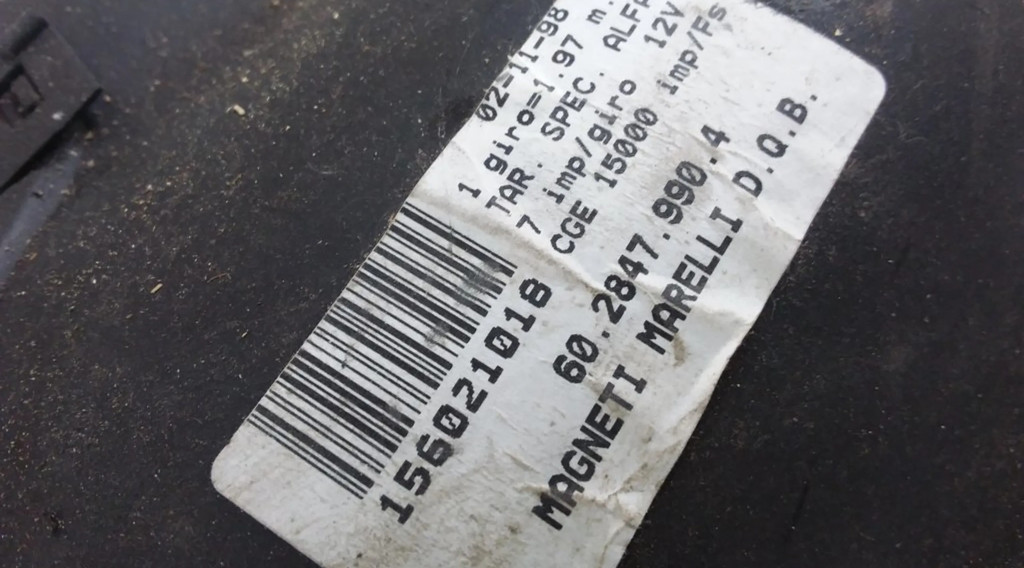 02-11-98
1 giro=1.97 m.
TAR. SPEC. ALFA
7 imp/giro 12V
CGE 15000 imp/Fs
156021018
60.2847.990.4
MAGNETI MARELLI D.Q.B.